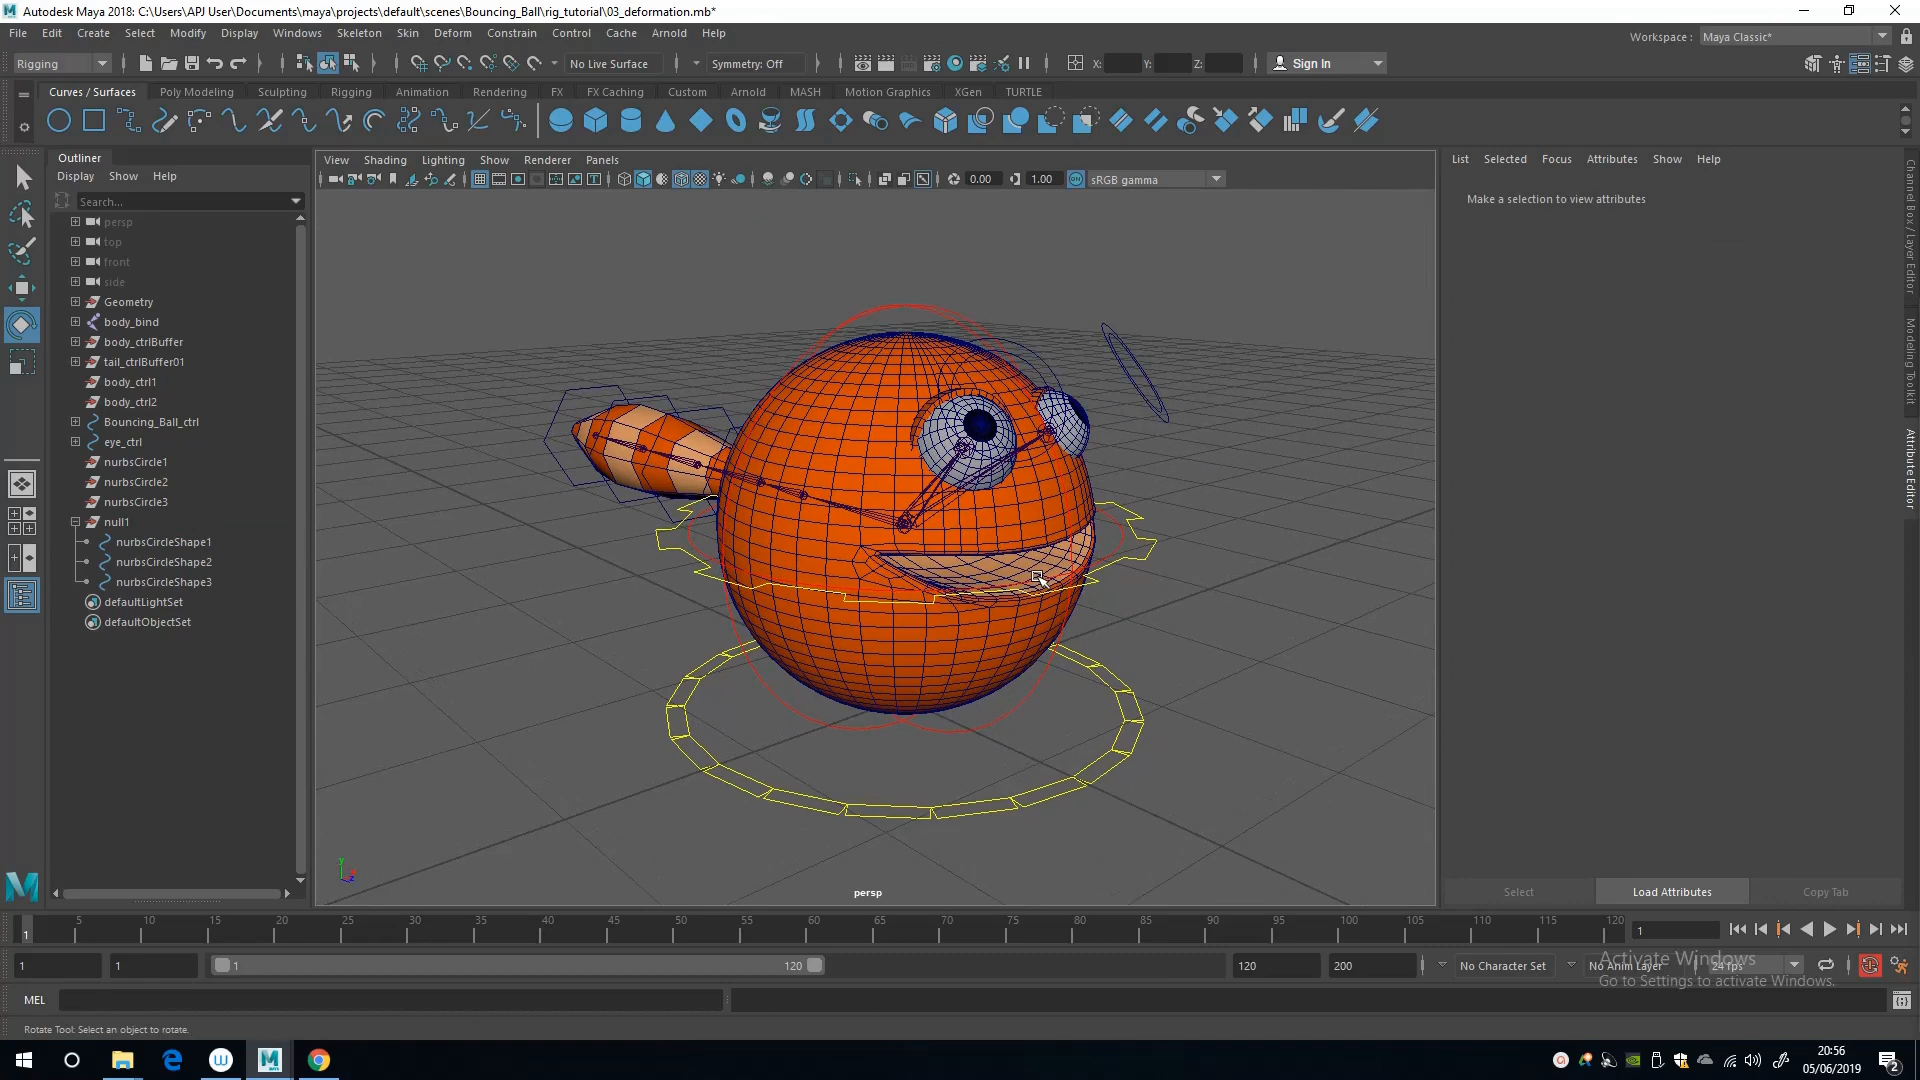 Autodesk Maya 2018: C:\Users\APJ User\Documents\maya\projects\default\scenes\Bouncing_Ball\rig_tutorial\03_deformation.mb*
File Edit Create Select Modify Display Windows Skeleton Skin Deform Constrain Control Cache Arnold Help
Workspace : Maya Classic*
Rigging No Live Surface Symmetry: Off X: Y: Z: Sign In
Curves / Surfaces Poly Modeling Sculpting Rigging Animation Rendering FX FX Caching Custom Arnold MASH Motion Graphics XGen TURTLE
Outliner
Display Show Help
Search...
persp
top
front
side
Geometry
body_bind
body_ctrlBuffer
tail_ctrlBuffer01
body_ctrl1
body_ctrl2
Bouncing_Ball_ctrl
eye_ctrl
nurbsCircle1
nurbsCircle2
nurbsCircle3
null1
nurbsCircleShape1
nurbsCircleShape2
nurbsCircleShape3
defaultLightSet
defaultObjectSet
View Shading Lighting Show Renderer Panels
0.00 1.00 sRGB gamma
persp
y
z
List Selected Focus Attributes Show Help
Make a selection to view attributes
Channel Box / Layer Editor
Modeling Toolkit
Attribute Editor
Select Load Attributes Copy Tab
1 5 10 15 20 25 30 35 40 45 50 55 60 65 70 75 80 85 90 95 100 105 110 115 120 1
1 1 1 120 120 200 No Character Set No Anim Layer 24 fps
Activate Windows
Go to Settings to activate Windows.
MEL
Rotate Tool: Select an object to rotate.
20:56
05/06/2019
2